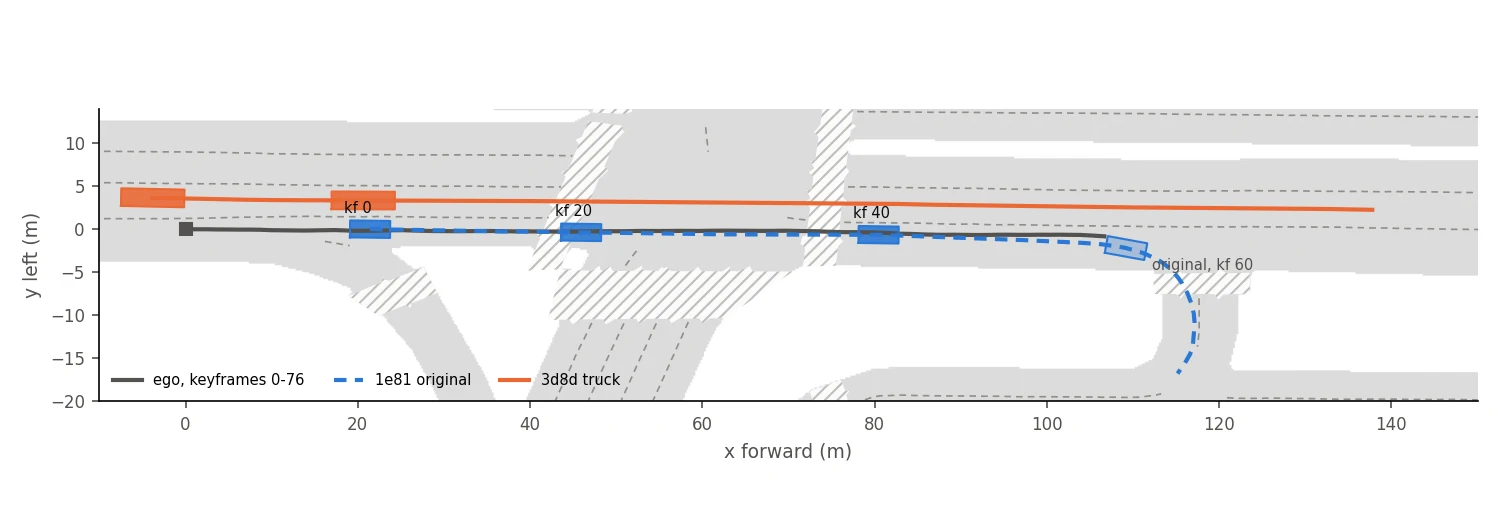 10
5
0
−5
−10
−15
−20
y left (m)
kf 0
kf 20
kf 40
original, kf 60
ego, keyframes 0-76
1e81 original
3d8d truck
0
20
40
60
80
100
120
140
x forward (m)